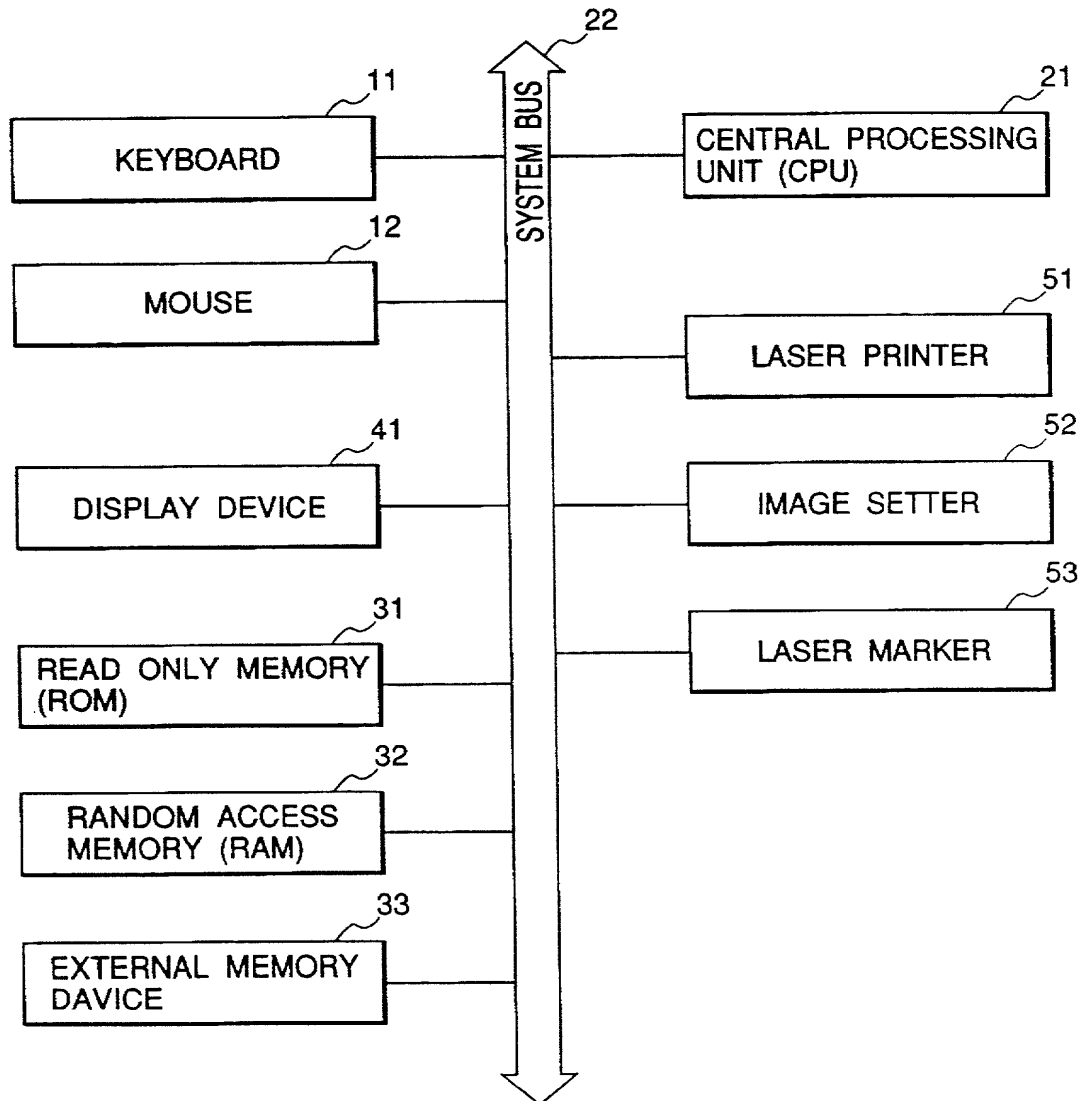 22
11
KEYBOARD
SYSTEM BUS
21
CENTRAL PROCESSING
UNIT (CPU)
12
MOUSE
51
LASER PRINTER
41
DISPLAY DEVICE
52
IMAGE SETTER
31
READ ONLY MEMORY
(ROM)
53
LASER MARKER
32
RANDOM ACCESS
MEMORY (RAM)
33
EXTERNAL MEMORY
DAVICE